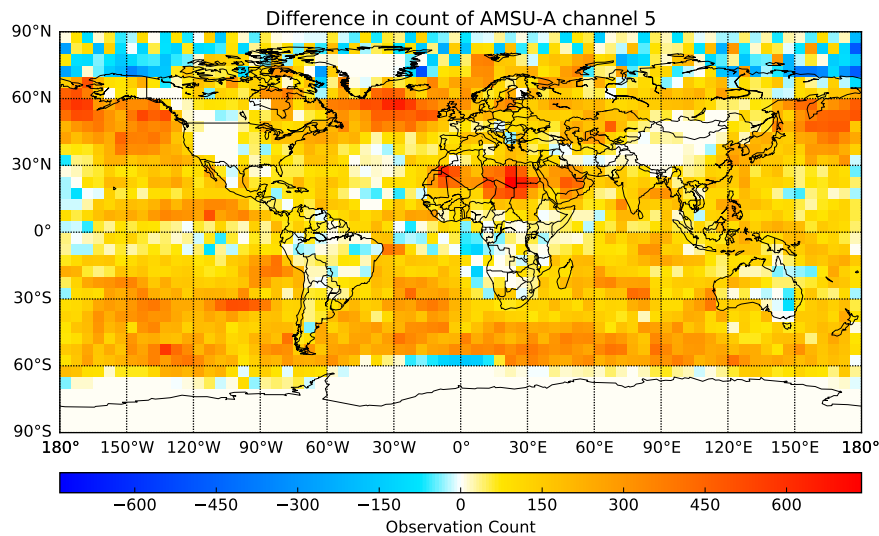 Difference in count of AMSU-A channel 5
90°N
60°N
30°N
0°
30°S
60°S
90°S
180° 150°W 120°W 90°W 60°W 30°W 0° 30°E 60°E 90°E 120°E 150°E 180°
−600 −450 −300 −150 0 150 300 450 600
Observation Count